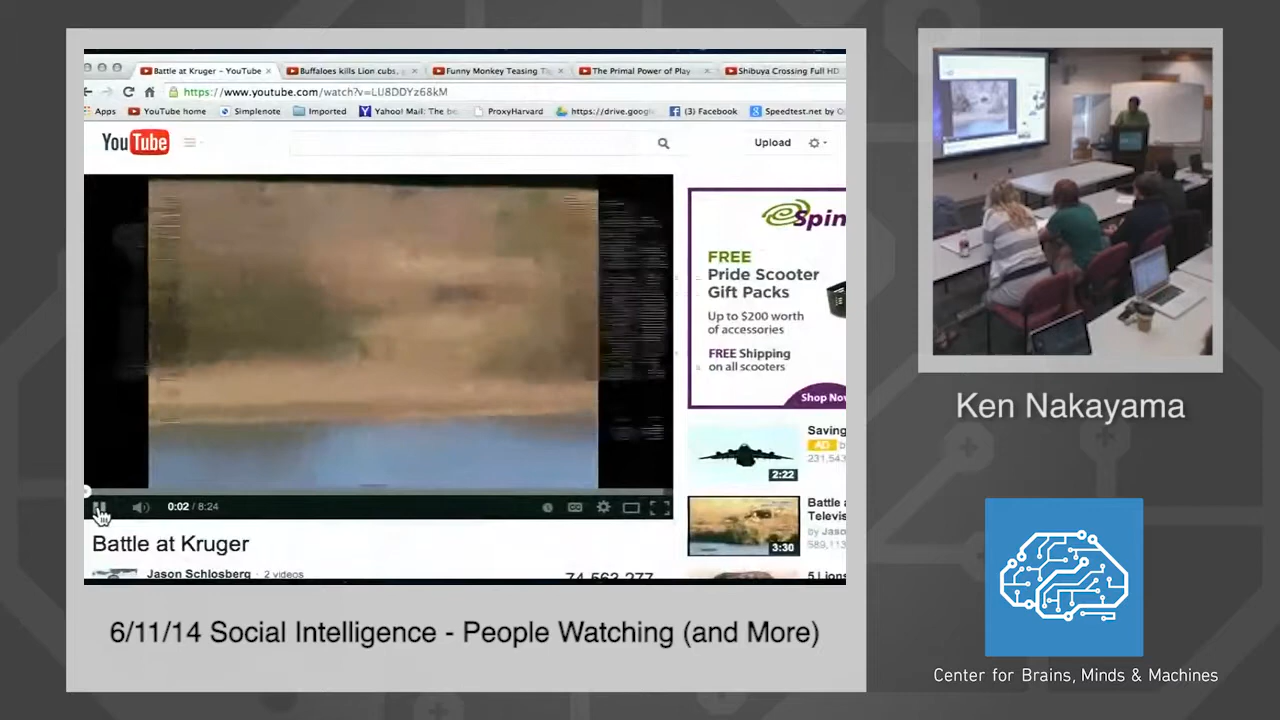 Battle at Kruger - YouTube
Buffaloes kills Lion cubs,
Funny Monkey Teasing
The Primal Power of Play
Shibuya Crossing Full HD
https://www.youtube.com/watch?v=LU8DDYz68kM
Apps
YouTube home
Simplenote
Imported
Yahoo! Mail: The be
ProxyHarvard
https://drive.googl
(3) Facebook
Speedtest.net by O
YouTube
Upload
Spin
FREE
Pride Scooter
Gift Packs
Up to $200 worth
of accessories
FREE Shipping
on all scooters
Shop Now
0:02 / 8:24
CC
Battle at Kruger
Jason Schlosberg · 2 videos
74,563,277
Saving
AD
231,543
2:22
Battle a
Televis
by Jaso
589,113
3:30
5 Lions
6/11/14 Social Intelligence - People Watching (and More)
Ken Nakayama
Center for Brains, Minds & Machines